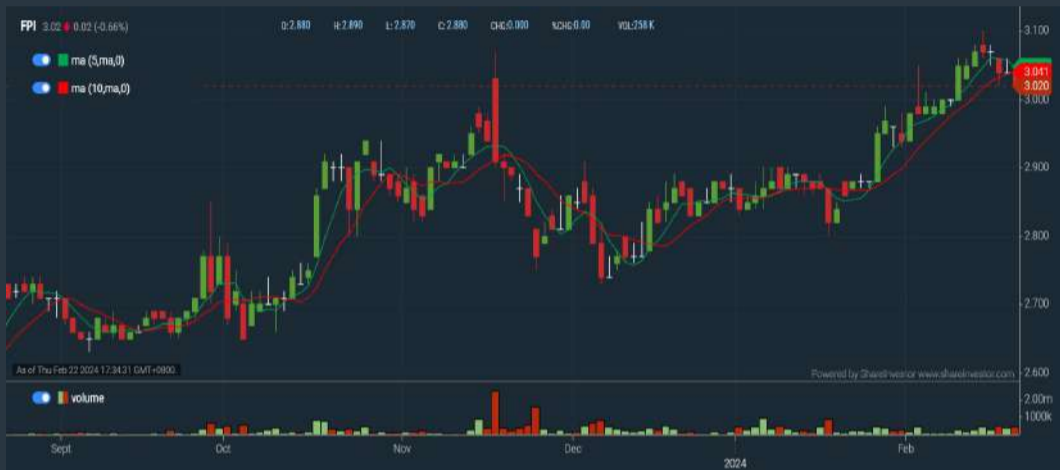 FPI 3.02 0.02 (-0.66%) O:2.880 H:2.890 L:2.870 C:2.880 CHG:0.000 %CHG:0.00 VOL:258 K
ma (5,ma,0)
ma (10,ma,0)
3.100
3.041
3.020
3.000
2.900
2.800
2.700
2.600
As of Thu Feb 22 2024 17:34:31 GMT+0800.
Powered by ShareInvestor www.shareinvestor.com
volume
2.00m
1000k
Sept Oct Nov Dec 2024 Feb